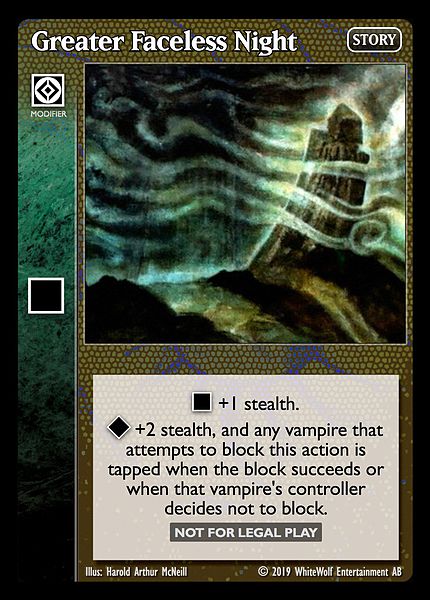 Greater Faceless Night
STORY
MODIFIER
+1 stealth.
+2 stealth, and any vampire that
attempts to block this action is
tapped when the block succeeds or
when that vampire's controller
decides not to block.
NOT FOR LEGAL PLAY
Illus: Harold Arthur McNeill
© 2019 WhiteWolf Entertainment AB